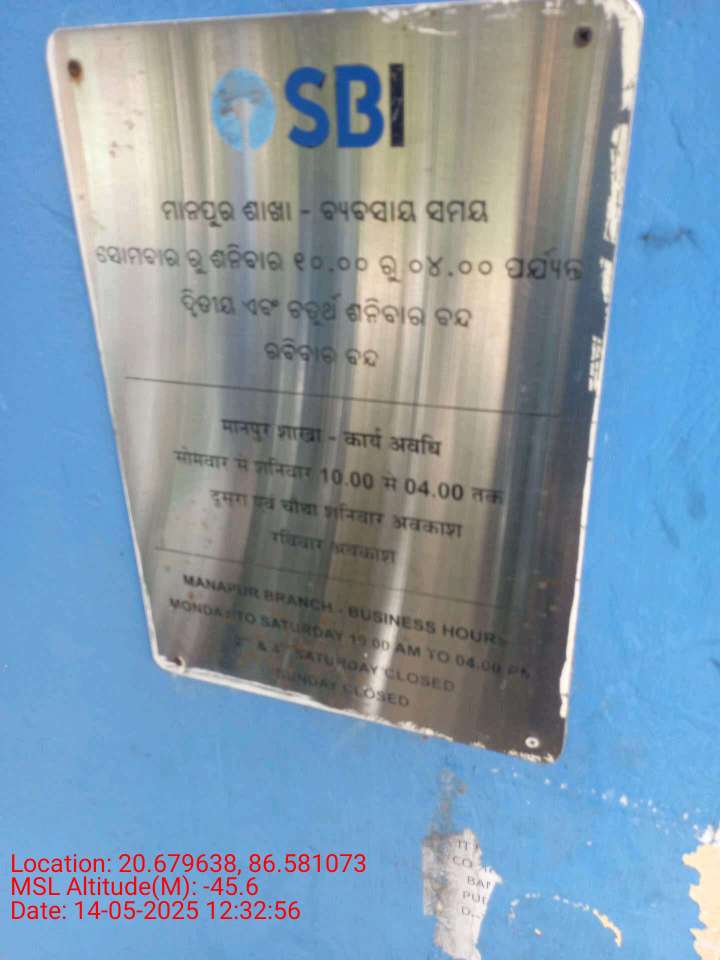 SBI
ମାନପୁର ଶାଖା - ବ୍ୟବସାୟ ସମୟ
ସୋମବାର ରୁ ଶନିବାର ୧୦.୦୦ ରୁ ୦୪.୦୦ ପର୍ଯ୍ୟନ୍ତ
ଦ୍ୱିତୀୟ ଏବଂ ଚତୁର୍ଥ ଶନିବାର ବନ୍ଦ
ରବିବାର ବନ୍ଦ
मानपुर शाखा - कार्य अवधि
सोमवार से शनिवार 10.00 से 04.00 तक
दुसरा एवं चौथा शनिवार अवकाश
रविवार अवकाश
MANAPUR BRANCH - BUSINESS HOURS
MONDAY TO SATURDAY 10.00 AM TO 04.00 PM
& SATURDAY CLOSED
SUNDAY CLOSED
Location: 20.679638, 86.581073
MSL Altitude(M): -45.6
Date: 14-05-2025 12:32:56